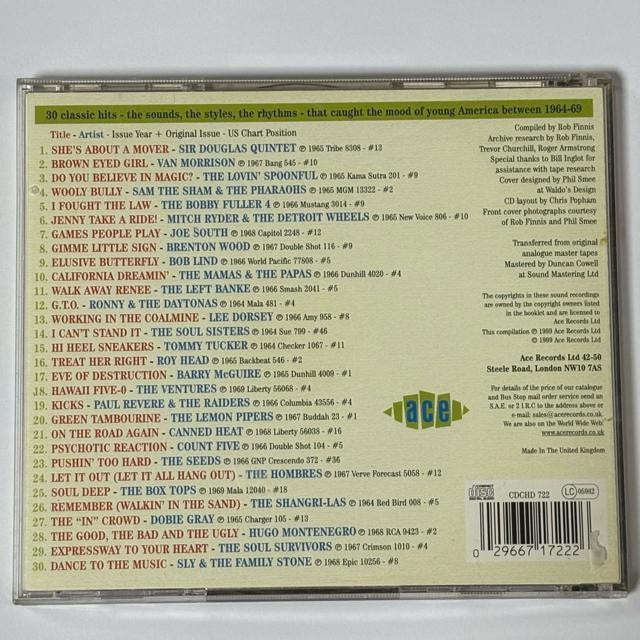 30 classic hits - the sounds, the styles, the rhythms - that caught the mood of young America between 1964-69
Title - Artist - Issue Year + Original Issue - US Chart Position
1. SHE'S ABOUT A MOVER - SIR DOUGLAS QUINTET ℗ 1965 Tribe 8308 - #13
2. BROWN EYED GIRL - VAN MORRISON ℗ 1967 Bang 545 - #10
3. DO YOU BELIEVE IN MAGIC? - THE LOVIN' SPOONFUL ℗ 1965 Kama Sutra 201 - #9
4. WOOLY BULLY - SAM THE SHAM & THE PHARAOHS ℗ 1965 MGM 13322 - #2
5. I FOUGHT THE LAW - THE BOBBY FULLER 4 ℗ 1966 Mustang 3014 - #9
6. JENNY TAKE A RIDE! - MITCH RYDER & THE DETROIT WHEELS ℗ 1965 New Voice 806 - #10
7. GAMES PEOPLE PLAY - JOE SOUTH ℗ 1968 Capitol 2248 - #12
8. GIMME LITTLE SIGN - BRENTON WOOD ℗ 1967 Double Shot 116 - #9
9. ELUSIVE BUTTERFLY - BOB LIND ℗ 1966 World Pacific 77808 - #5
10. CALIFORNIA DREAMIN' - THE MAMAS & THE PAPAS ℗ 1966 Dunhill 4020 - #4
11. WALK AWAY RENEE - THE LEFT BANKE ℗ 1966 Smash 2041 - #5
12. G.T.O. - RONNY & THE DAYTONAS ℗ 1964 Mala 481 - #4
13. WORKING IN THE COALMINE - LEE DORSEY ℗ 1966 Amy 958 - #8
14. I CAN'T STAND IT - THE SOUL SISTERS ℗ 1964 Sue 799 - #46
15. HI HEEL SNEAKERS - TOMMY TUCKER ℗ 1964 Checker 1067 - #11
16. TREAT HER RIGHT - ROY HEAD ℗ 1965 Backbeat 546 - #2
17. EVE OF DESTRUCTION - BARRY McGUIRE ℗ 1965 Dunhill 4009 - #1
18. HAWAII FIVE-0 - THE VENTURES ℗ 1969 Liberty 56068 - #4
19. KICKS - PAUL REVERE & THE RAIDERS ℗ 1966 Columbia 43556 - #4
20. GREEN TAMBOURINE - THE LEMON PIPERS ℗ 1967 Buddah 23 - #1
21. ON THE ROAD AGAIN - CANNED HEAT ℗ 1968 Liberty 56038 - #16
22. PSYCHOTIC REACTION - COUNT FIVE ℗ 1966 Double Shot 104 - #5
23. PUSHIN' TOO HARD - THE SEEDS ℗ 1966 GNP Crescendo 372 - #36
24. LET IT OUT (LET IT ALL HANG OUT) - THE HOMBRES ℗ 1967 Verve Forecast 5058 - #12
25. SOUL DEEP - THE BOX TOPS ℗ 1969 Mala 12040 - #18
26. REMEMBER (WALKIN' IN THE SAND) - THE SHANGRI-LAS ℗ 1964 Red Bird 008 - #5
27. THE "IN" CROWD - DOBIE GRAY ℗ 1965 Charger 105 - #13
28. THE GOOD, THE BAD AND THE UGLY - HUGO MONTENEGRO ℗ 1968 RCA 9423 - #2
29. EXPRESSWAY TO YOUR HEART - THE SOUL SURVIVORS ℗ 1967 Crimson 1010 - #4
30. DANCE TO THE MUSIC - SLY & THE FAMILY STONE ℗ 1968 Epic 10256 - #8
Compiled by Rob Finnis
Archive research by Rob Finnis,
Trevor Churchill, Roger Armstrong
Special thanks to Bill Inglot for
assistance with tape research
Cover designed by Phil Smee
at Waldo's Design
CD layout by Chris Popham
Front cover photographs courtesy
of Rob Finnis and Phil Smee
Transferred from original
analogue master tapes
Mastered by Duncan Cowell
at Sound Mastering Ltd
The copyrights in these sound recordings
are owned by the copyright owners listed
in the booklet and are licensed to
Ace Records Ltd
This compilation ℗ 1999 Ace Records Ltd
© 1999 Ace Records Ltd
Ace Records Ltd 42-50
Steele Road, London NW10 7AS
For details of the price of our catalogue
and Bus Stop mail order service send an
S.A.E. or 2 I.R.C to the address above or
e-mail: sales@acerecords.co.uk.
We are also on the World Wide Web:
www.acerecords.co.uk
Made In The United Kingdom
ace
COMPACT disc DIGITAL AUDIO
CDCHD 722
LC 05982
0 29667 17222